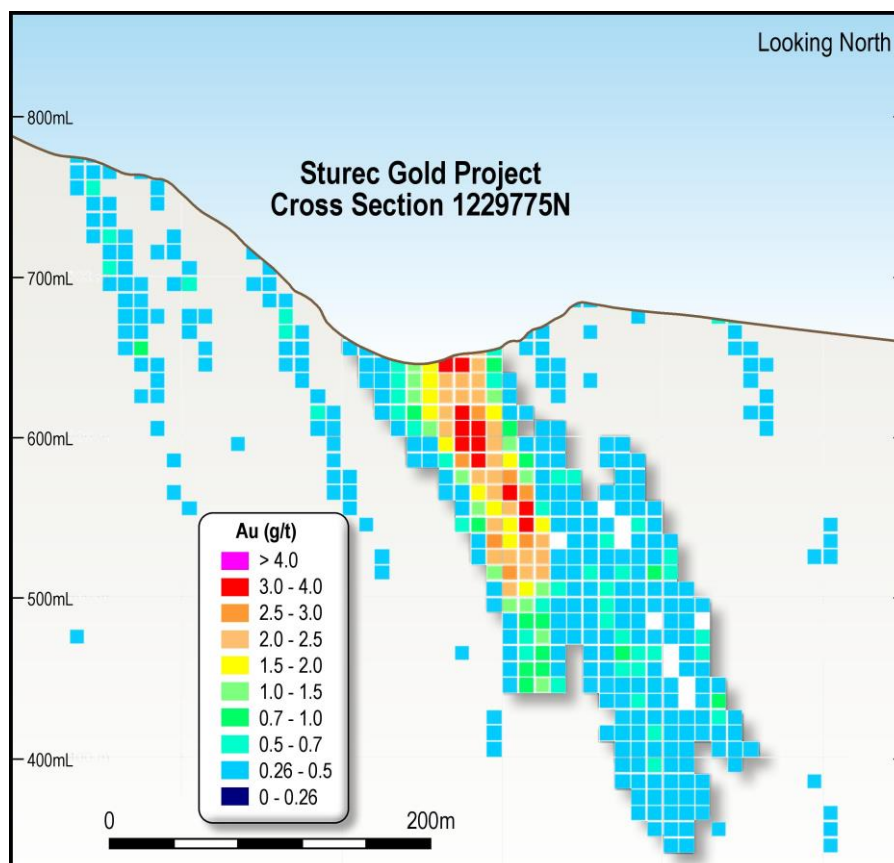 Looking North
800mL
Sturec Gold Project
Cross Section 1229775N
700mL
600mL
Au (g/t)
> 4.0
3.0 - 4.0
2.5 - 3.0
2.0 - 2.5
1.5 - 2.0
1.0 - 1.5
0.7 - 1.0
0.5 - 0.7
0.26 - 0.5
0 - 0.26
500mL
400mL
0
200m